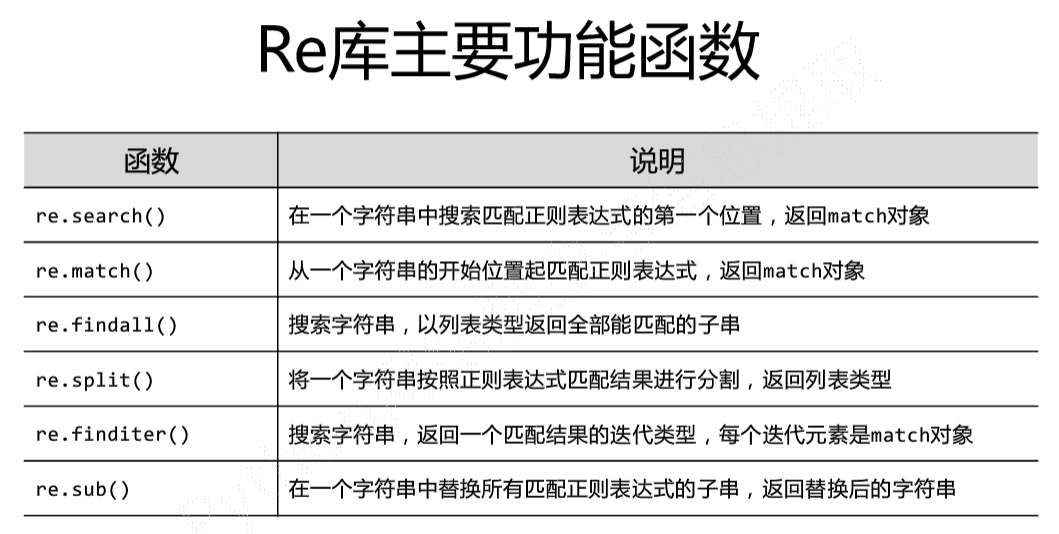 Re库主要功能函数
函数 说明
re.search() 在一个字符串中搜索匹配正则表达式的第一个位置，返回match对象
re.match() 从一个字符串的开始位置起匹配正则表达式，返回match对象
re.findall() 搜索字符串，以列表类型返回全部能匹配的子串
re.split() 将一个字符串按照正则表达式匹配结果进行分割，返回列表类型
re.finditer() 搜索字符串，返回一个匹配结果的迭代类型，每个迭代元素是match对象
re.sub() 在一个字符串中替换所有匹配正则表达式的子串，返回替换后的字符串